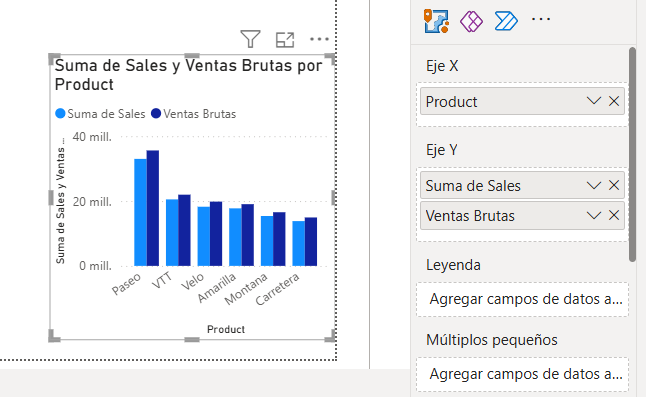 Suma de Sales y Ventas Brutas por
Product
Suma de Sales Ventas Brutas
Suma de Sales y Ventas ...
40 mill.
20 mill.
0 mill.
Paseo
VTT
Velo
Amarilla
Montana
Carretera
Product
Eje X
Product
Eje Y
Suma de Sales
Ventas Brutas
Leyenda
Agregar campos de datos a...
Múltiplos pequeños
Agregar campos de datos a...